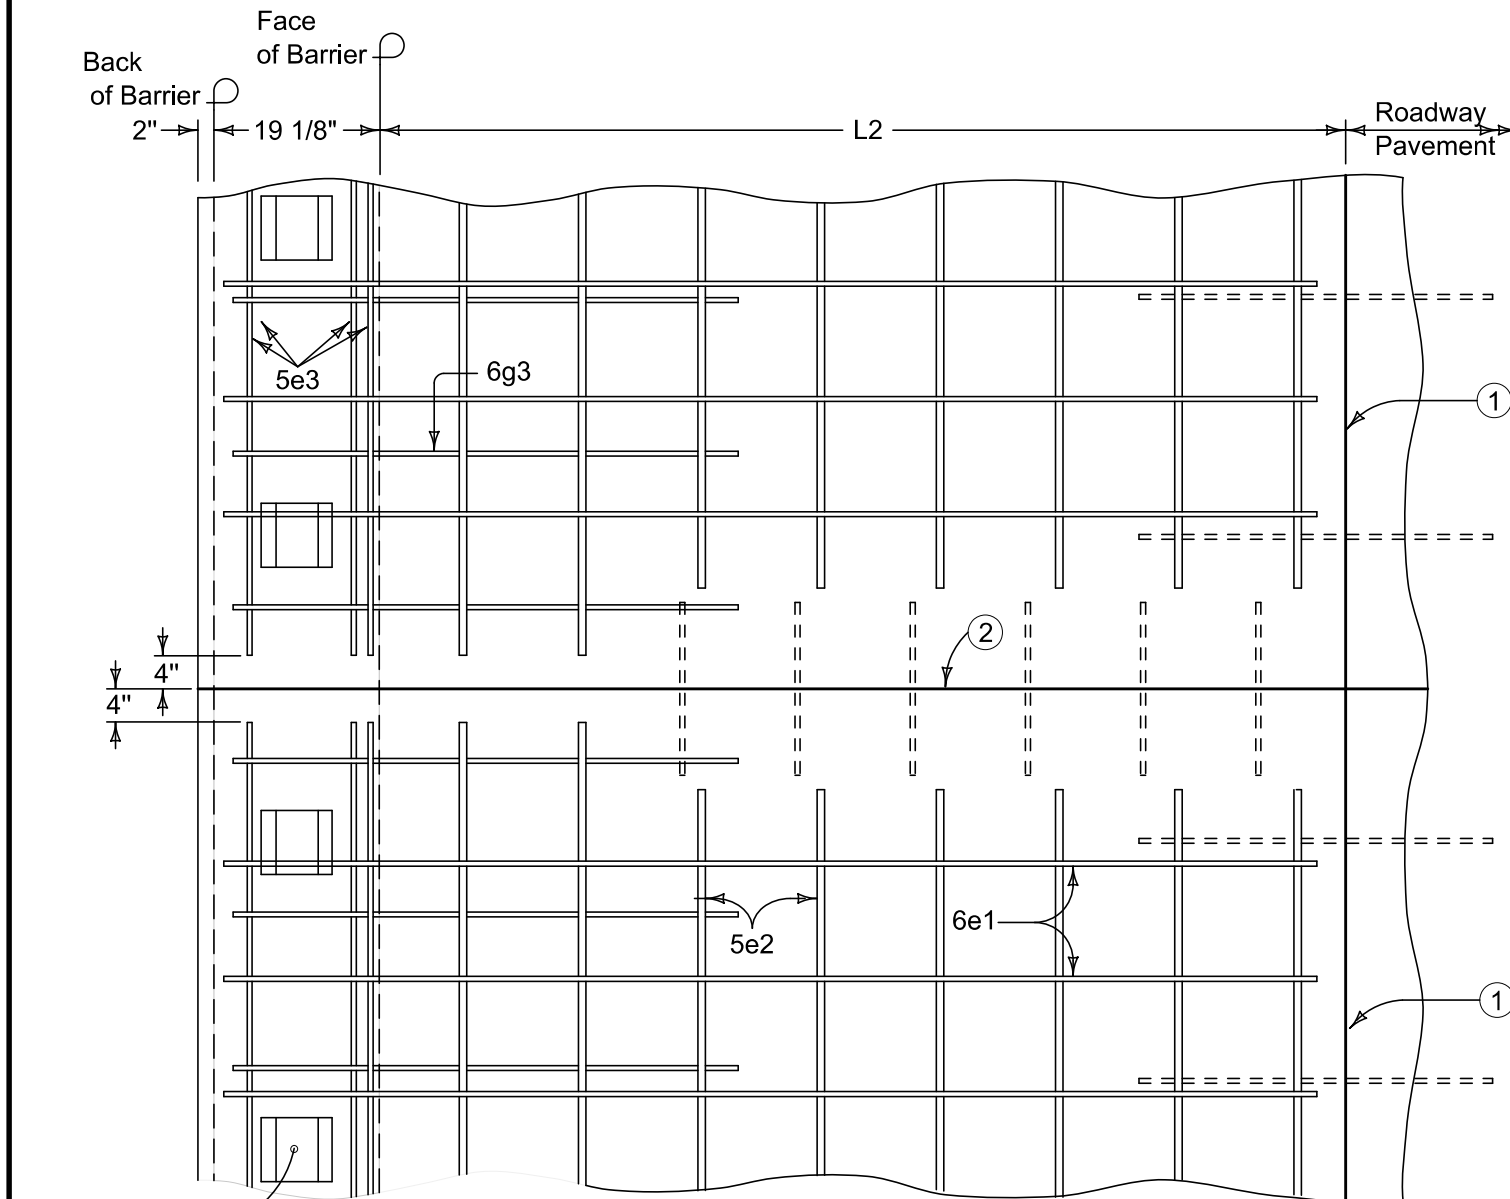 Face
of Barrier
Back
of Barrier
2"
19 1/8"
L2
Roadway
Pavement
5e3
6g3
1
2
4"
4"
5e2
6e1
1